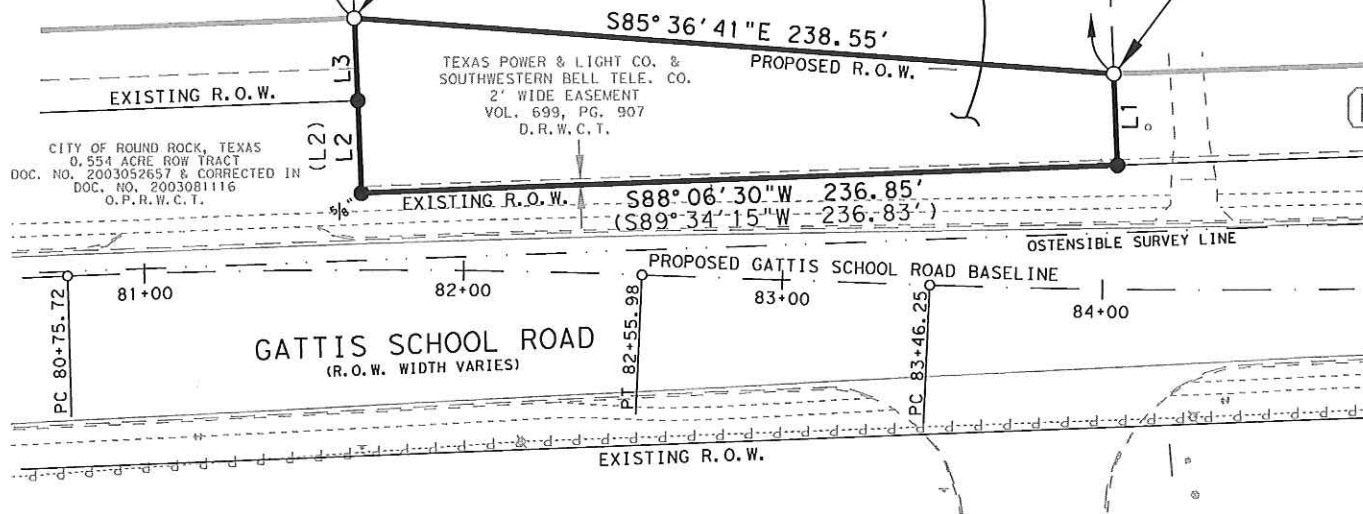 S85°36'41"E 238.55'
PROPOSED R.O.W.
TEXAS POWER & LIGHT CO. &
SOUTHWESTERN BELL TELE. CO.
2' WIDE EASEMENT
VOL. 699, PG. 907
D.R.W.C.T.
L3
EXISTING R.O.W.
L2
(L2)
L1
CITY OF ROUND ROCK, TEXAS
0.554 ACRE ROW TRACT
DOC. NO. 2003052657 & CORRECTED IN
DOC. NO. 2003081116
O.P.R.W.C.T.
5/8"
EXISTING R.O.W.
S88°06'30"W 236.85'
(S89°34'15"W 236.83')
OSTENSIBLE SURVEY LINE
PROPOSED GATTIS SCHOOL ROAD BASELINE
81+00
82+00
83+00
84+00
PC 80+75.72
PT 82+55.98
PC 83+46.25
GATTIS SCHOOL ROAD
(R.O.W. WIDTH VARIES)
EXISTING R.O.W.